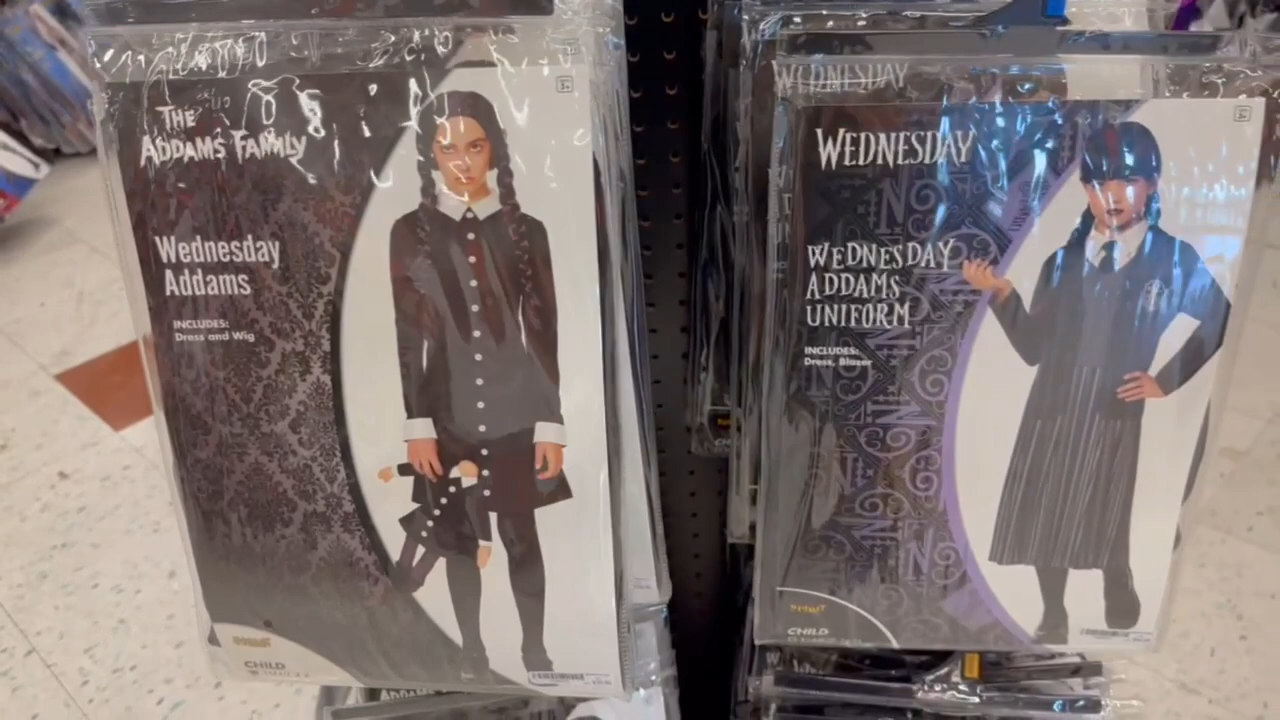 THE
ADDAMS FAMILY
Wednesday
Addams
INCLUDES:
Dress and Wig
CHILD
WEDNESDAY
WEDNESDAY
WEDNESDAY
ADDAMS
UNIFORM
INCLUDES:
Dress, Blazer
CHILD
ADDAMS